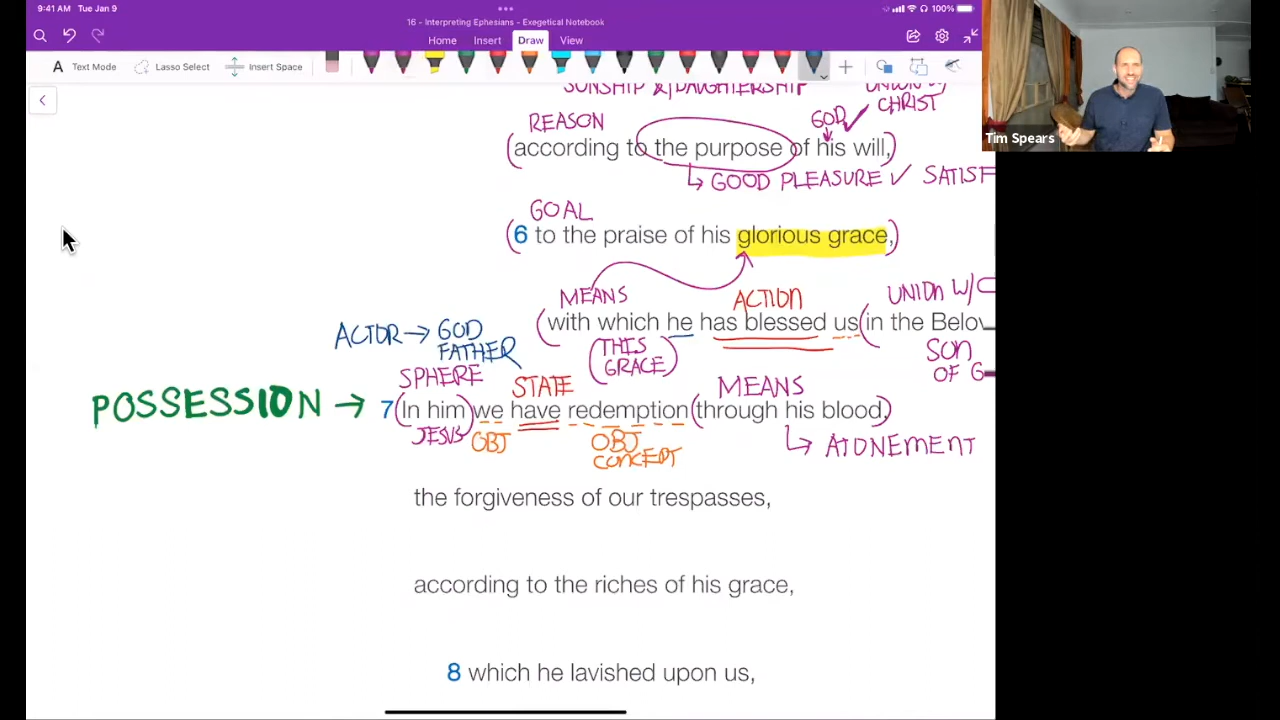 9:41 AM Tue Jan 9
100%
16 - Interpreting Ephesians - Exegetical Notebook
Home Insert Draw View
Text Mode Lasso Select Insert Space
Tim Spears
SONSHIP & DAUGHTERSHIP
UNION W/
CHRIST
REASON
GOD
(according to the purpose of his will,)
GOOD PLEASURE SATISF
GOAL
(6 to the praise of his glorious grace,)
MEANS ACTION UNION W/C
ACTOR → GOD FATHER
(with which he has blessed us (in the Belov
(THIS GRACE)
SON OF G
SPHERE STATE MEANS
POSSESSION → 7 (In him) we have redemption (through his blood,)
JESUS OBJ OBJ CONCEPT
ATONEMENT
the forgiveness of our trespasses,
according to the riches of his grace,
8 which he lavished upon us,